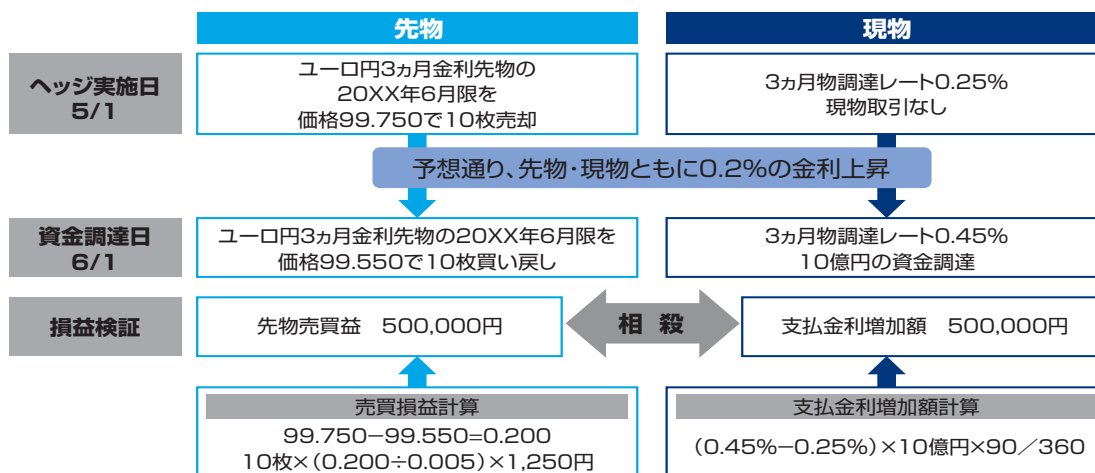 先物
現物
ヘッジ実施日
5/1
ユーロ円3ヵ月金利先物の
20XX年6月限を
価格99.750で10枚売却
3ヵ月物調達レート0.25%
現物取引なし
予想通り、先物・現物ともに0.2%の金利上昇
資金調達日
6/1
ユーロ円3ヵ月金利先物の20XX年6月限を
価格99.550で10枚買い戻し
3ヵ月物調達レート0.45%
10億円の資金調達
損益検証
先物売買益 500,000円
相 殺
支払金利増加額 500,000円
売買損益計算
99.750−99.550=0.200
10枚×(0.200÷0.005)×1,250円
支払金利増加額計算
(0.45%−0.25%)×10億円×90/360